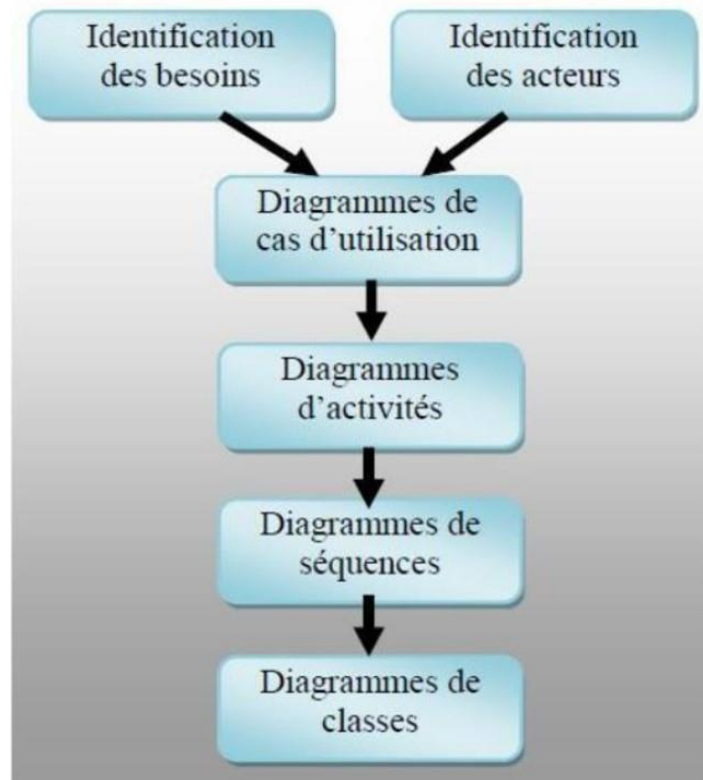 Identification
des besoins
Identification
des acteurs
Diagrammes de
cas d’utilisation
Diagrammes
d’activités
Diagrammes de
séquences
Diagrammes de
classes